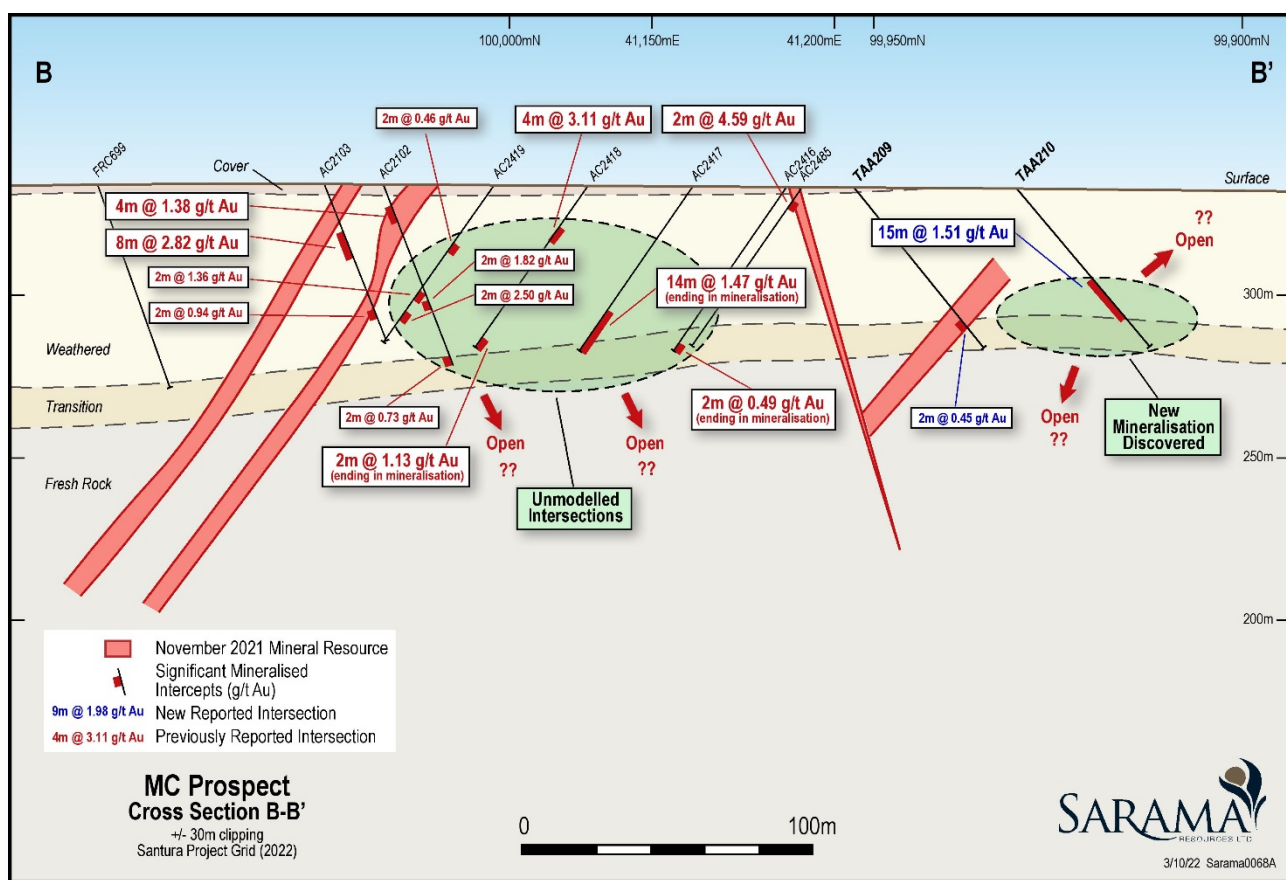 100,000mN
41,150mE
41,200mE
99,950mN
99,900mN
B
B’
2m @ 0.46 g/t Au
4m @ 3.11 g/t Au
2m @ 4.59 g/t Au
FRC699
Cover
AC2103
AC2102
AC2419
AC2418
AC2417
AC2416
AC2485
TAA209
TAA210
Surface
4m @ 1.38 g/t Au
8m @ 2.82 g/t Au
2m @ 1.36 g/t Au
2m @ 0.94 g/t Au
2m @ 1.82 g/t Au
2m @ 2.50 g/t Au
14m @ 1.47 g/t Au
(ending in mineralisation)
15m @ 1.51 g/t Au
??
Open
300m
Weathered
Transition
Fresh Rock
2m @ 0.73 g/t Au
2m @ 1.13 g/t Au
(ending in mineralisation)
Open
??
Open
??
2m @ 0.49 g/t Au
(ending in mineralisation)
2m @ 0.45 g/t Au
Open
??
New
Mineralisation
Discovered
250m
Unmodelled
Intersections
200m
November 2021 Mineral Resource
Significant Mineralised
Intercepts (g/t Au)
9m @ 1.98 g/t Au New Reported Intersection
4m @ 3.11 g/t Au Previously Reported Intersection
MC Prospect
Cross Section B-B’
+/- 30m clipping
Santura Project Grid (2022)
0
100m
SARAMA
RESOURCES LTD
3/10/22 Sarama0068A